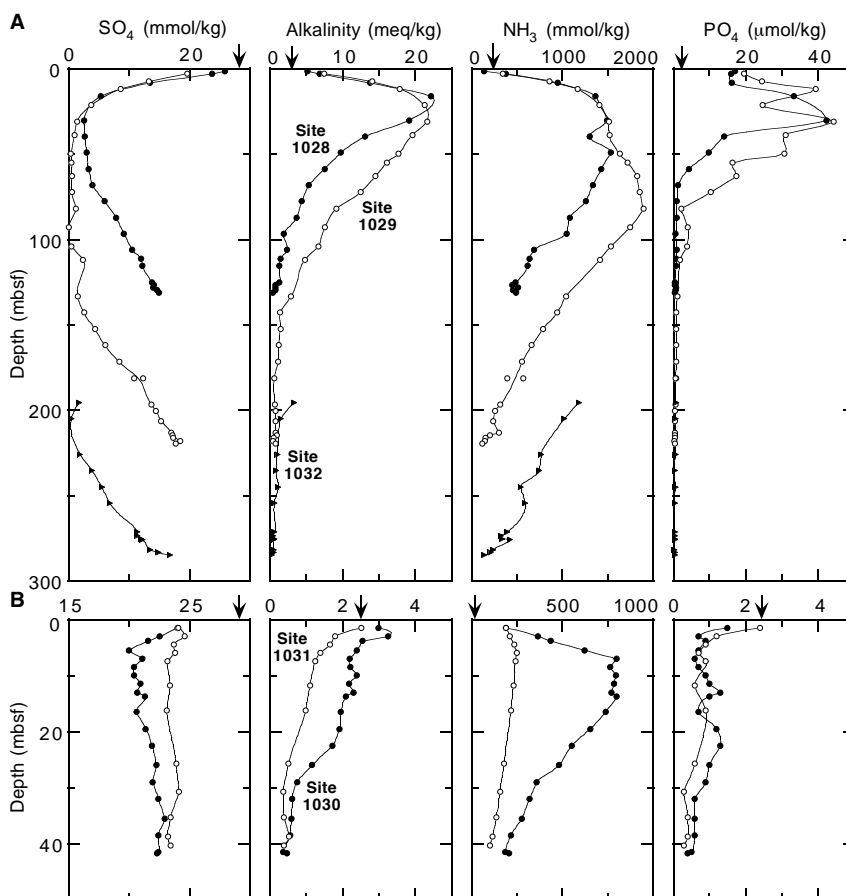 A
SO4 (mmol/kg)
Alkalinity (meq/kg)
NH3 (mmol/kg)
PO4 (μmol/kg)
0 20
0 10 20
0 1000 2000
20 40
0
100
200
300
Depth (mbsf)
Site
1028
Site
1029
Site
1032
B
15 20 25
0 2 4
500 1000
0 2 4
0
20
40
Depth (mbsf)
Site
1031
Site
1030